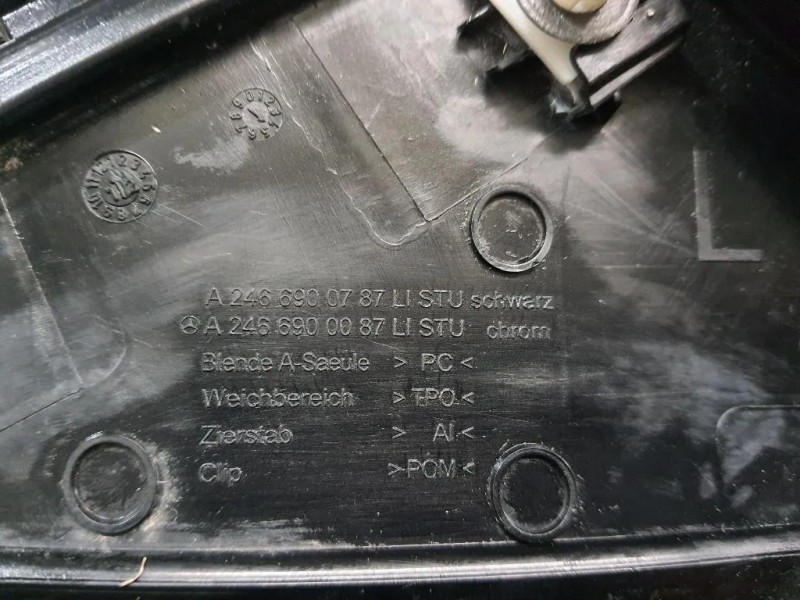 L
A 246 690 07 87 LI STU schwarz
A 246 690 00 87 LI STU chrom
Blende A-Saeule > PC <
Weichbereich > TPO <
Zierstab > Al <
Clip > POM <